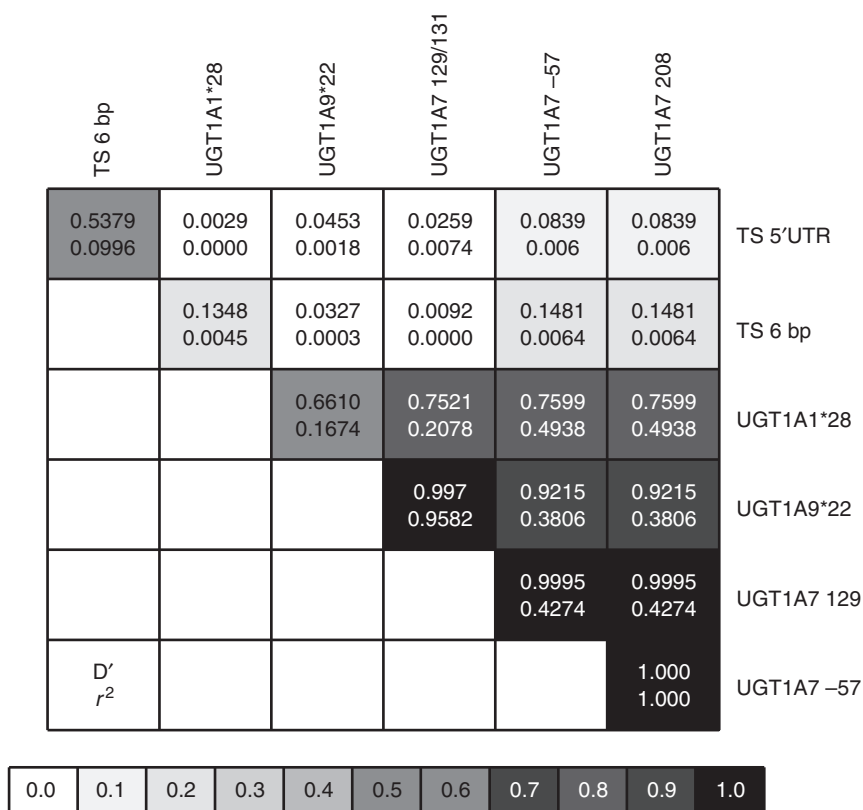 TS 6 bp
UGT1A1*28
UGT1A9*22
UGT1A7 129/131
UGT1A7 –57
UGT1A7 208
0.5379 0.0029 0.0453 0.0259 0.0839 0.0839
0.0996 0.0000 0.0018 0.0074 0.006 0.006
TS 5′UTR
0.1348 0.0327 0.0092 0.1481 0.1481
0.0045 0.0003 0.0000 0.0064 0.0064
TS 6 bp
0.6610 0.7521 0.7599 0.7599
0.1674 0.2078 0.4938 0.4938
UGT1A1*28
0.997 0.9215 0.9215
0.9582 0.3806 0.3806
UGT1A9*22
0.9995 0.9995
0.4274 0.4274
UGT1A7 129
D′ 1.000
r² 1.000
UGT1A7 –57
0.0 0.1 0.2 0.3 0.4 0.5 0.6 0.7 0.8 0.9 1.0